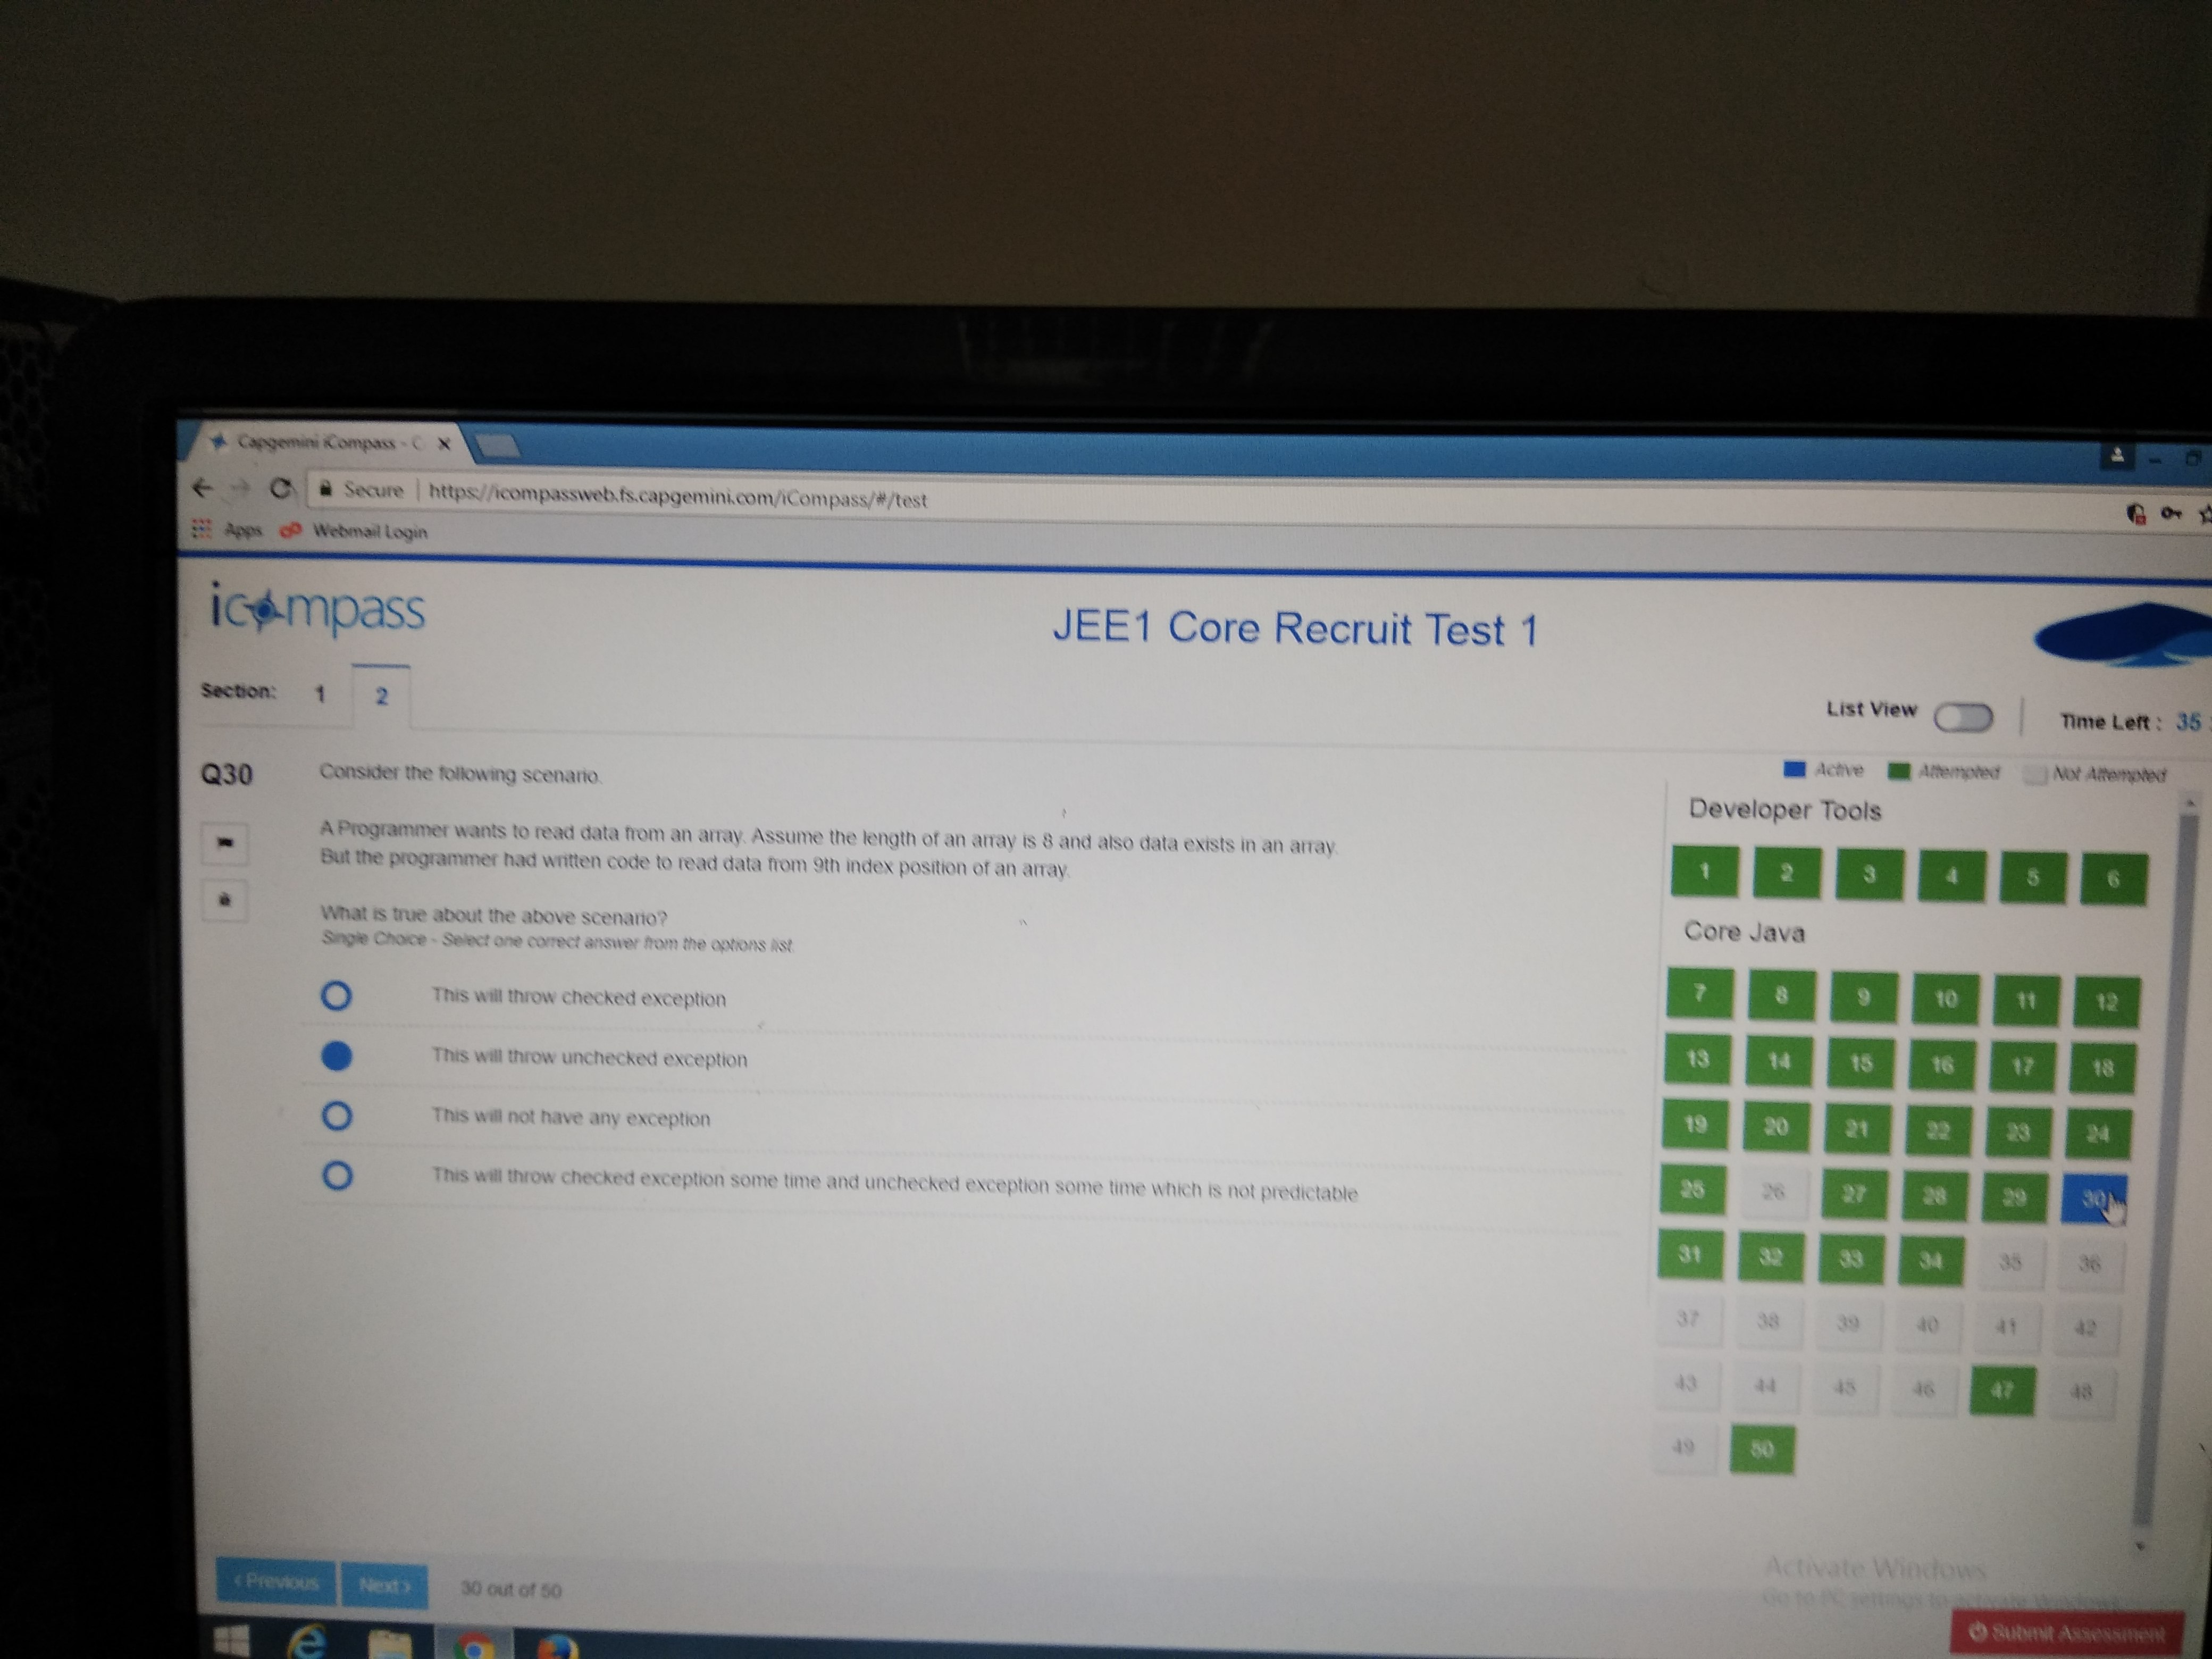 Capgemini iCompass - C
Secure https://icompassweb.fs.capgemini.com/iCompass/#/test
Apps Webmail Login
icompass
JEE1 Core Recruit Test 1
Section: 1 2
List View Time Left : 35
Active Attempted Not Attempted
Q30 Consider the following scenario.
A Programmer wants to read data from an array. Assume the length of an array is 8 and also data exists in an array.
But the programmer had written code to read data from 9th index position of an array.
What is true about the above scenario?
Single Choice - Select one correct answer from the options list.
This will throw checked exception
This will throw unchecked exception
This will not have any exception
This will throw checked exception some time and unchecked exception some time which is not predictable
Developer Tools
1 2 3 4 5 6
Core Java
7 8 9 10 11 12
13 14 15 16 17 18
19 20 21 22 23 24
25 26 27 28 29 30
31 32 33 34 35 36
37 38 39 40 41 42
43 44 45 46 47 48
49 50
< Previous Next > 30 out of 50
Activate Windows
Go to PC settings to activate Windows.
Submit Assessment